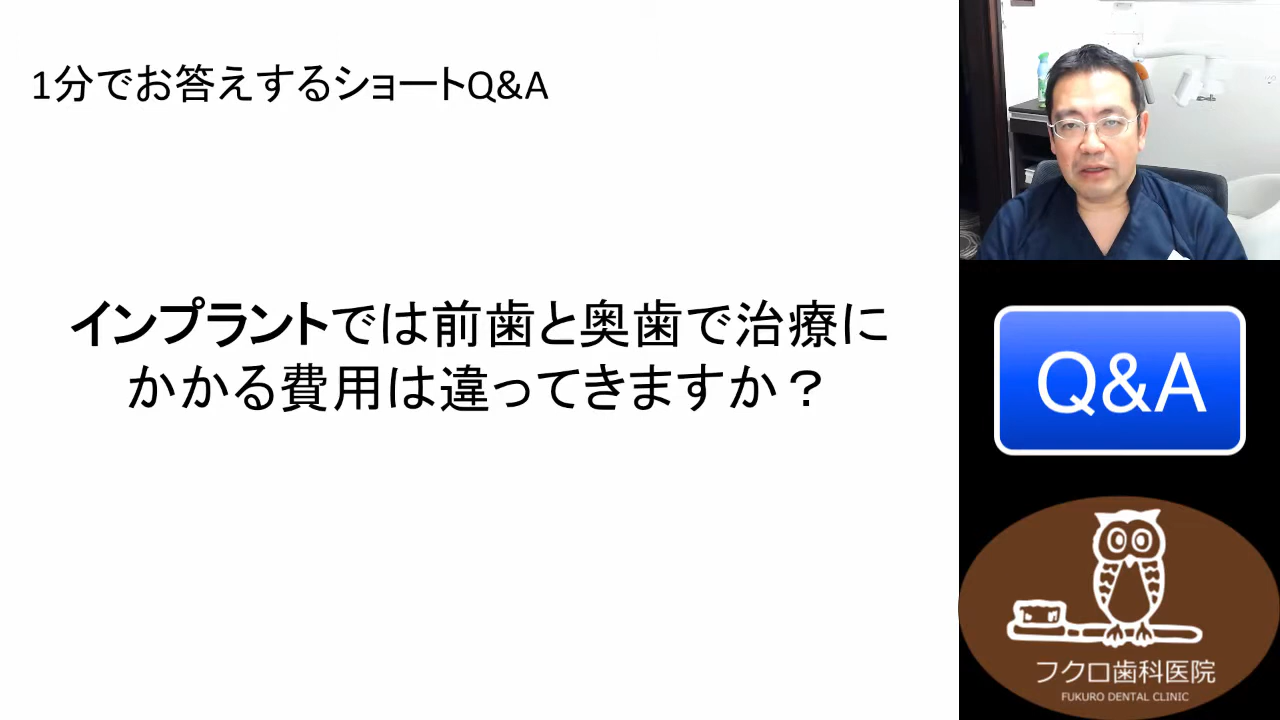 1分でお答えするショートQ&A
インプラントでは前歯と奥歯で治療に
かかる費用は違ってきますか？
Q&A
フクロ歯科医院
FUKURO DENTAL CLINIC